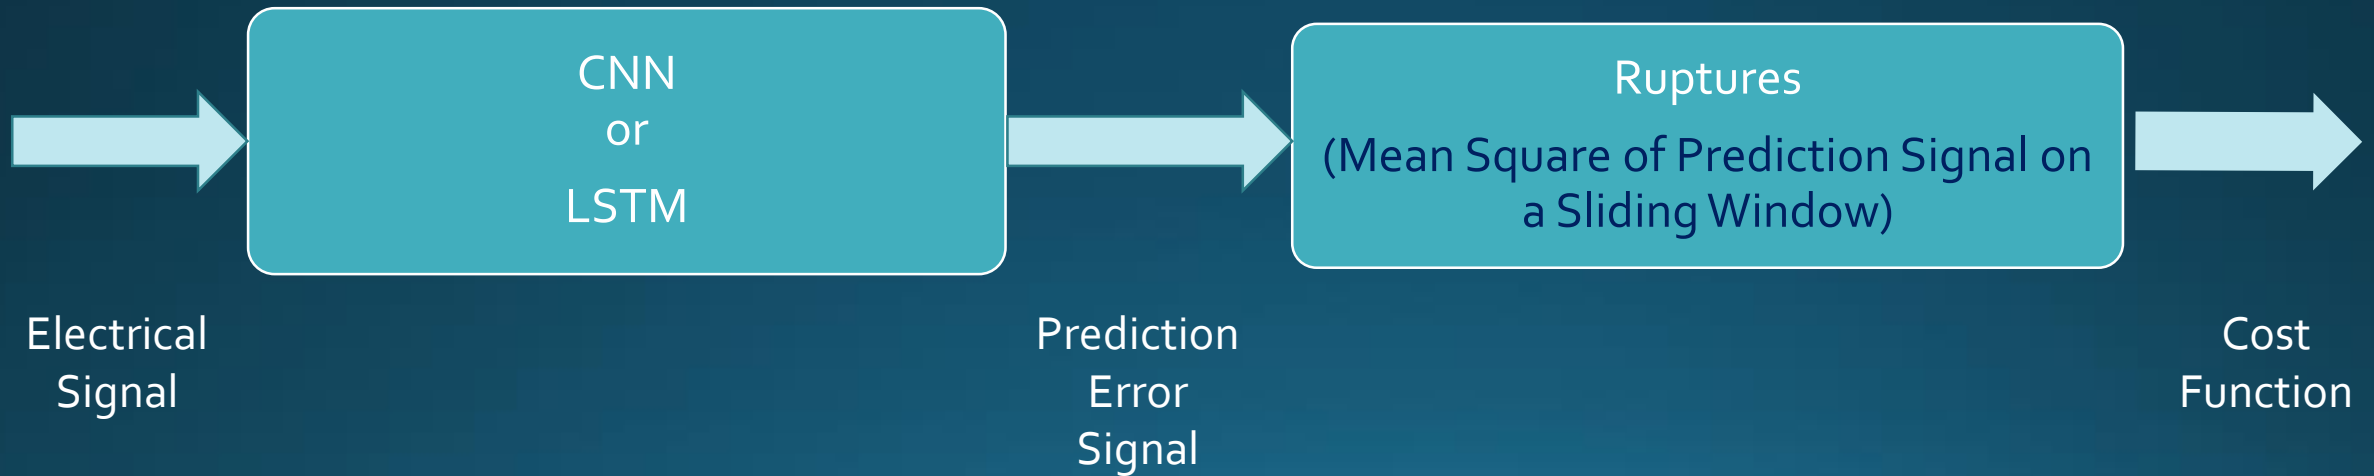 CNN
or
LSTM
Ruptures
(Mean Square of Prediction Signal on
a Sliding Window)
Electrical
Signal
Prediction
Error
Signal
Cost
Function